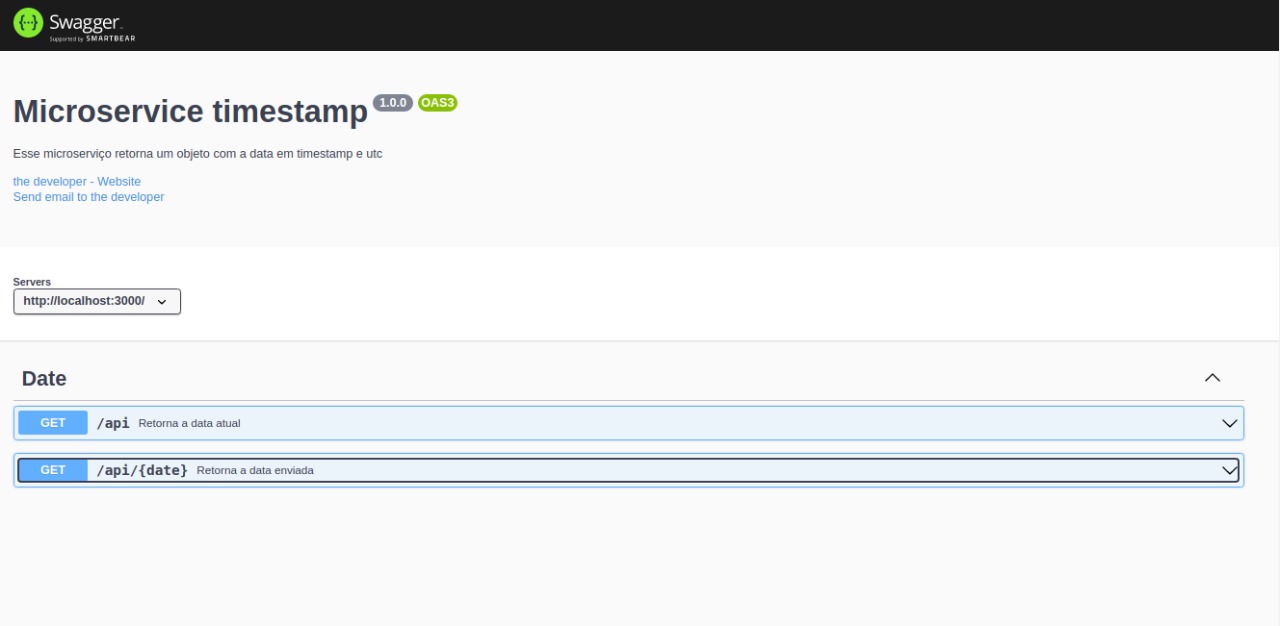 {···} Swagger
Supported by SMARTBEAR
Microservice timestamp 1.0.0 OAS3
Esse microserviço retorna um objeto com a data em timestamp e utc
the developer - Website
Send email to the developer
Servers
http://localhost:3000/
Date
GET /api Retorna a data atual
GET /api/{date} Retorna a data enviada